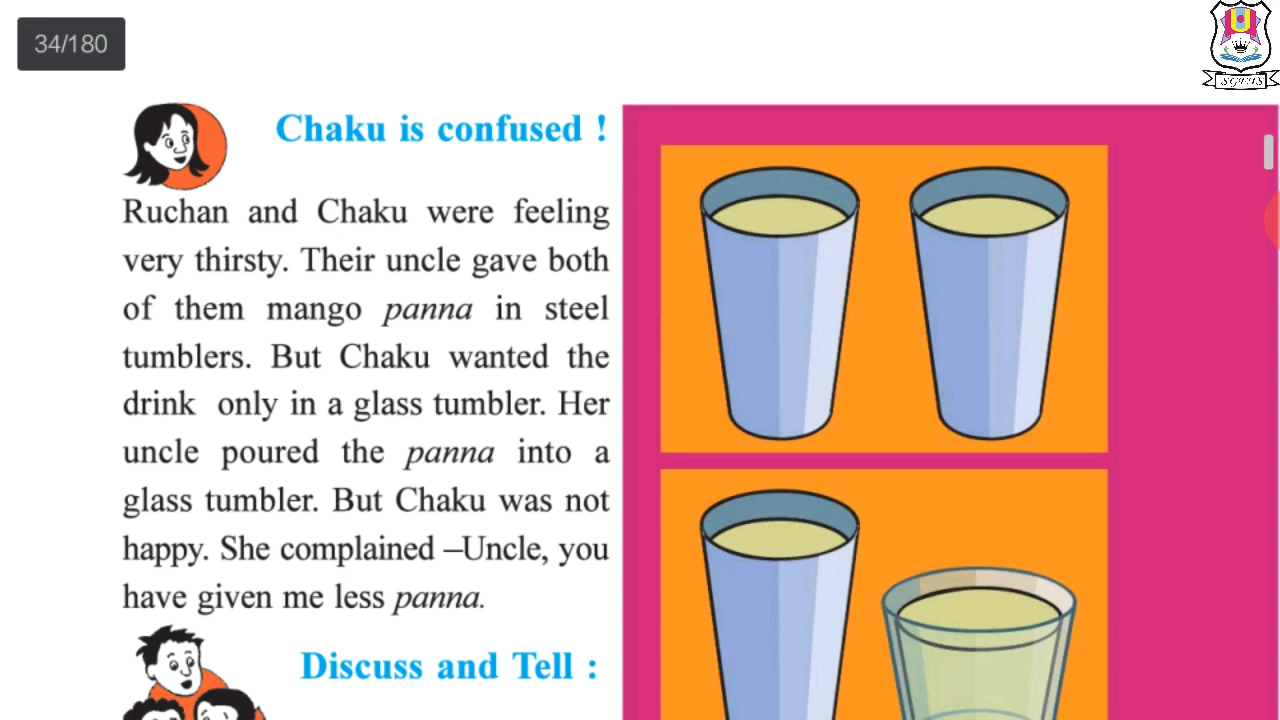 34/180
Chaku is confused !
Ruchan and Chaku were feeling
very thirsty. Their uncle gave both
of them mango panna in steel
tumblers. But Chaku wanted the
drink only in a glass tumbler. Her
uncle poured the panna into a
glass tumbler. But Chaku was not
happy. She complained –Uncle, you
have given me less panna.
Discuss and Tell :